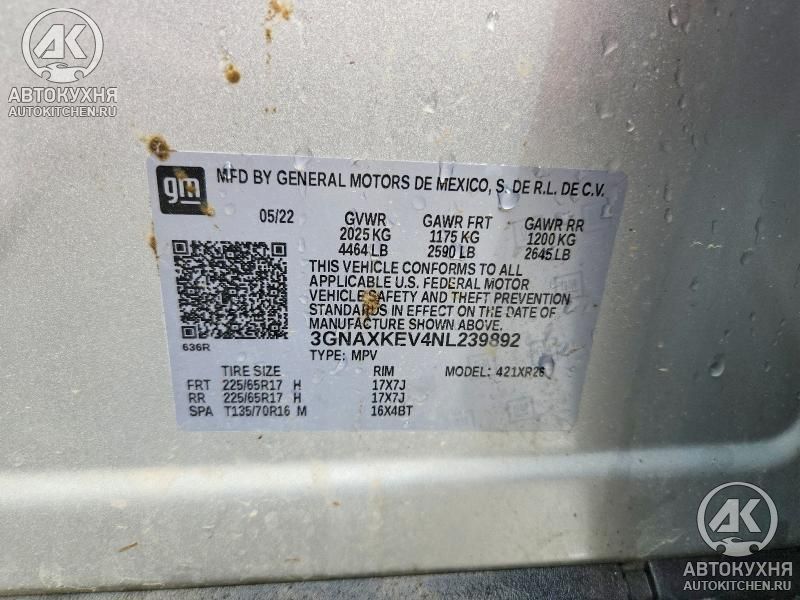 AK
АВТОКУХНЯ
AUTOKITCHEN.RU
gm
MFD BY GENERAL MOTORS DE MEXICO, S. DE R.L. DE C.V.
05/22 GVWR GAWR FRT GAWR RR
2025 KG 1175 KG 1200 KG
4464 LB 2590 LB 2645 LB
THIS VEHICLE CONFORMS TO ALL
APPLICABLE U.S. FEDERAL MOTOR
VEHICLE SAFETY AND THEFT PREVENTION
STANDARDS IN EFFECT ON THE DATE OF
MANUFACTURE SHOWN ABOVE.
636R
3GNAXKEV4NL239892
TYPE: MPV
TIRE SIZE RIM MODEL: 421XR26
FRT 225/65R17 H 17X7J
RR 225/65R17 H 17X7J
SPA T135/70R16 M 16X4BT
AK
АВТОКУХНЯ
AUTOKITCHEN.RU